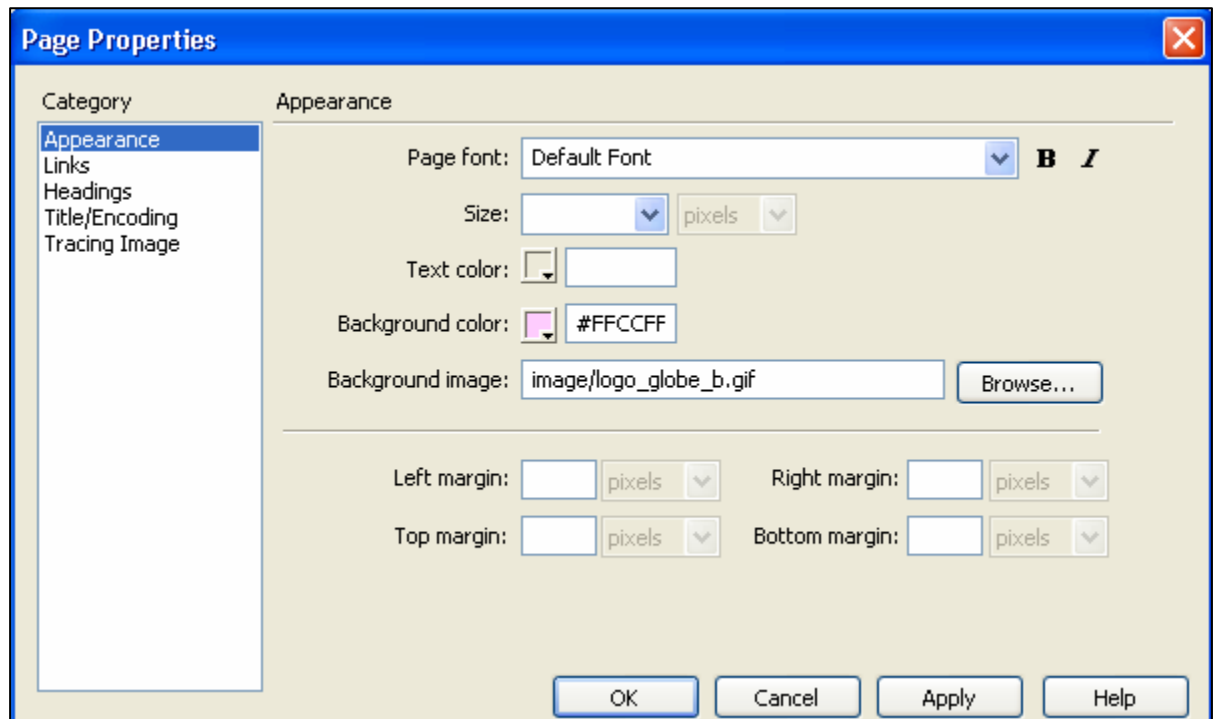 Page Properties
Category
Appearance
Links
Headings
Title/Encoding
Tracing Image
Appearance
Page font: Default Font B I
Size: pixels
Text color:
Background color: #FFCCFF
Background image: image/logo_globe_b.gif Browse...
Left margin: pixels Right margin: pixels
Top margin: pixels Bottom margin: pixels
OK Cancel Apply Help